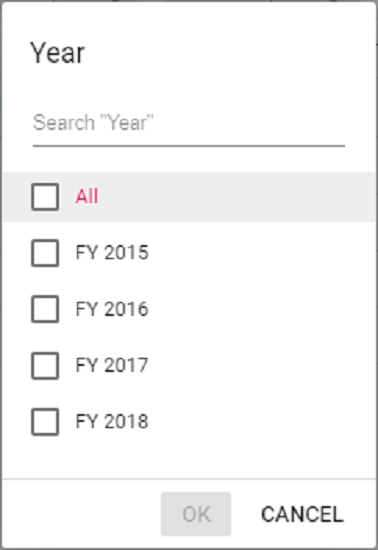 Year
Search "Year"
All
FY 2015
FY 2016
FY 2017
FY 2018
OK CANCEL